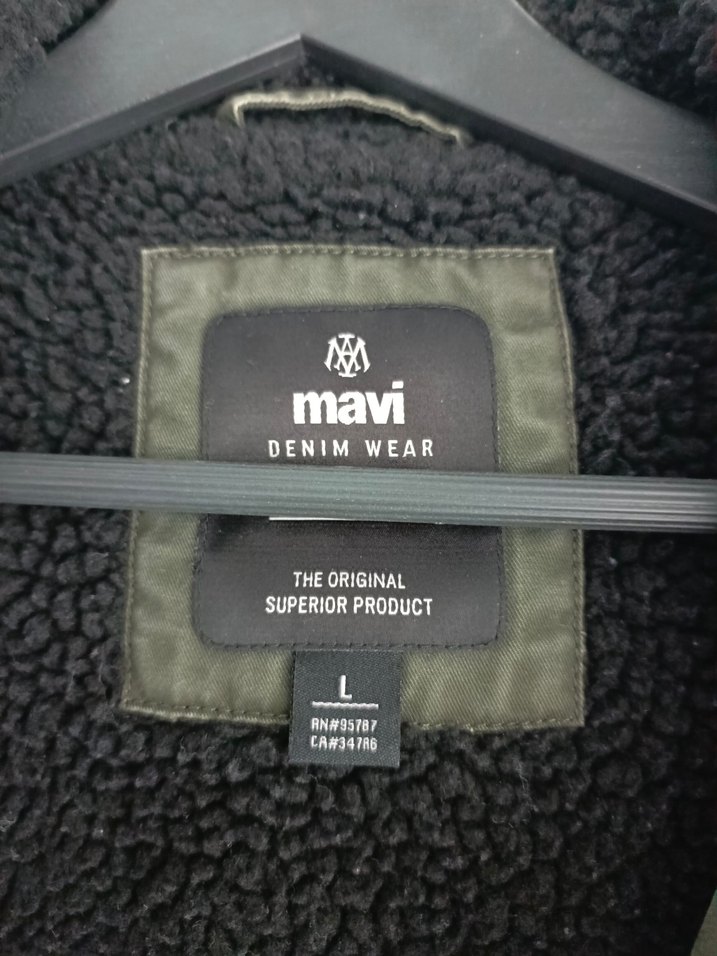 mavi
DENIM WEAR
THE ORIGINAL
SUPERIOR PRODUCT
L
RN#95787
CA#34786